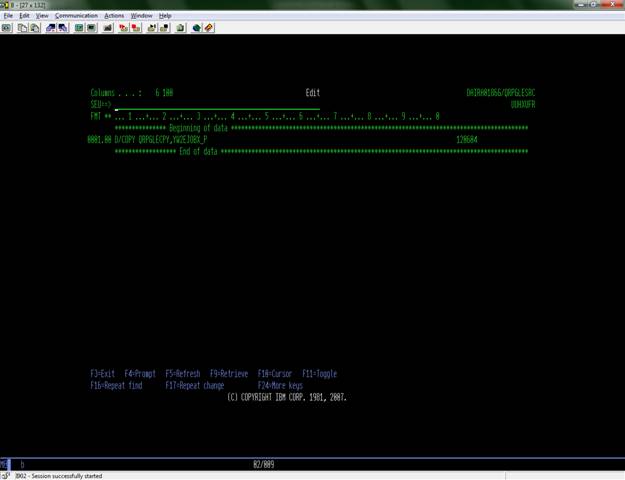 B - [27 x 132]
File Edit View Communication Actions Window Help
Columns . . . : 6 100 Edit
SEU==>
FMT ** ... 1 ...+... 2 ...+... 3 ...+... 4 ...+... 5 ...+... 6 ...+... 7 ...+... 8 ...+... 9 ...+... 0
*************** Beginning of data *************************************************************************************
0001.00 D/COPY QRPGLECPY,YW2EJOBX_P 120604
****************** End of data ****************************************************************************************
F3=Exit F4=Prompt F5=Refresh F9=Retrieve F10=Cursor F11=Toggle
F16=Repeat find F17=Repeat change F24=More keys
(C) COPYRIGHT IBM CORP. 1981, 2007.
b 02/009
I902 - Session successfully started